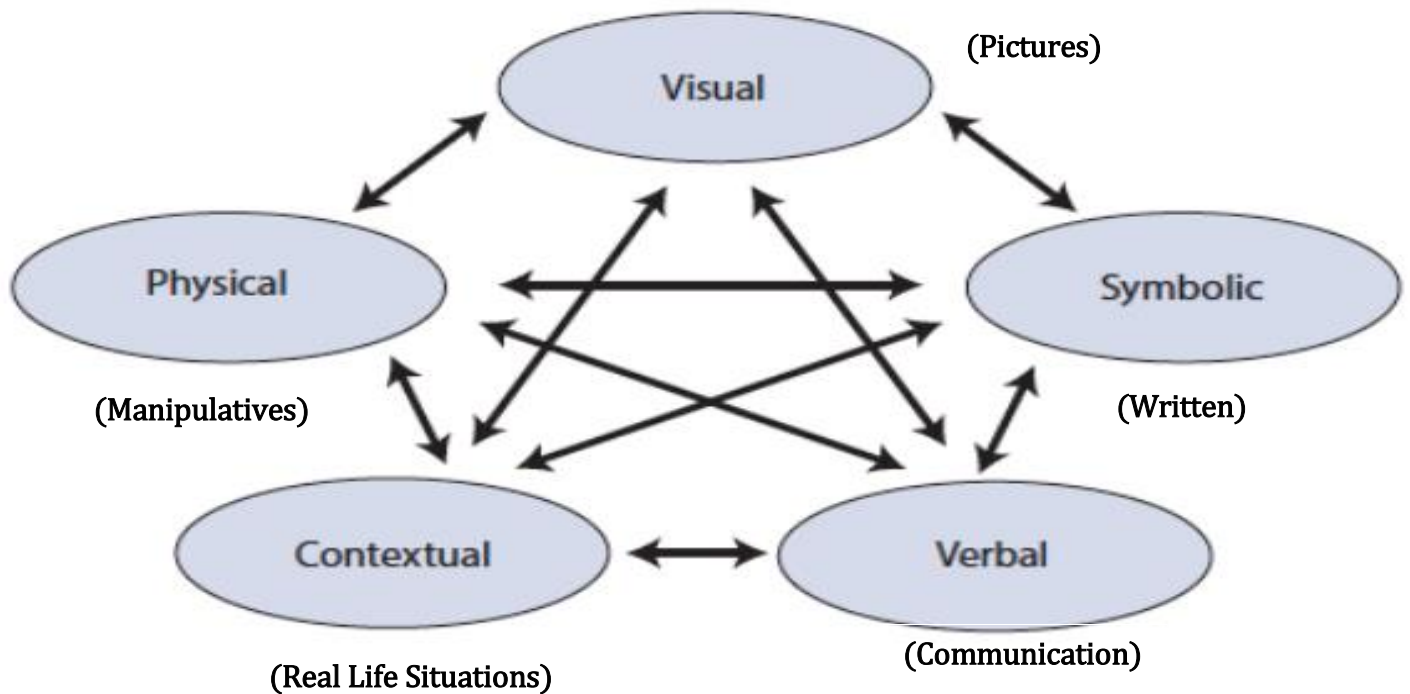 Visual
(Pictures)
Physical
Symbolic
(Manipulatives)
(Written)
Contextual
Verbal
(Real Life Situations)
(Communication)